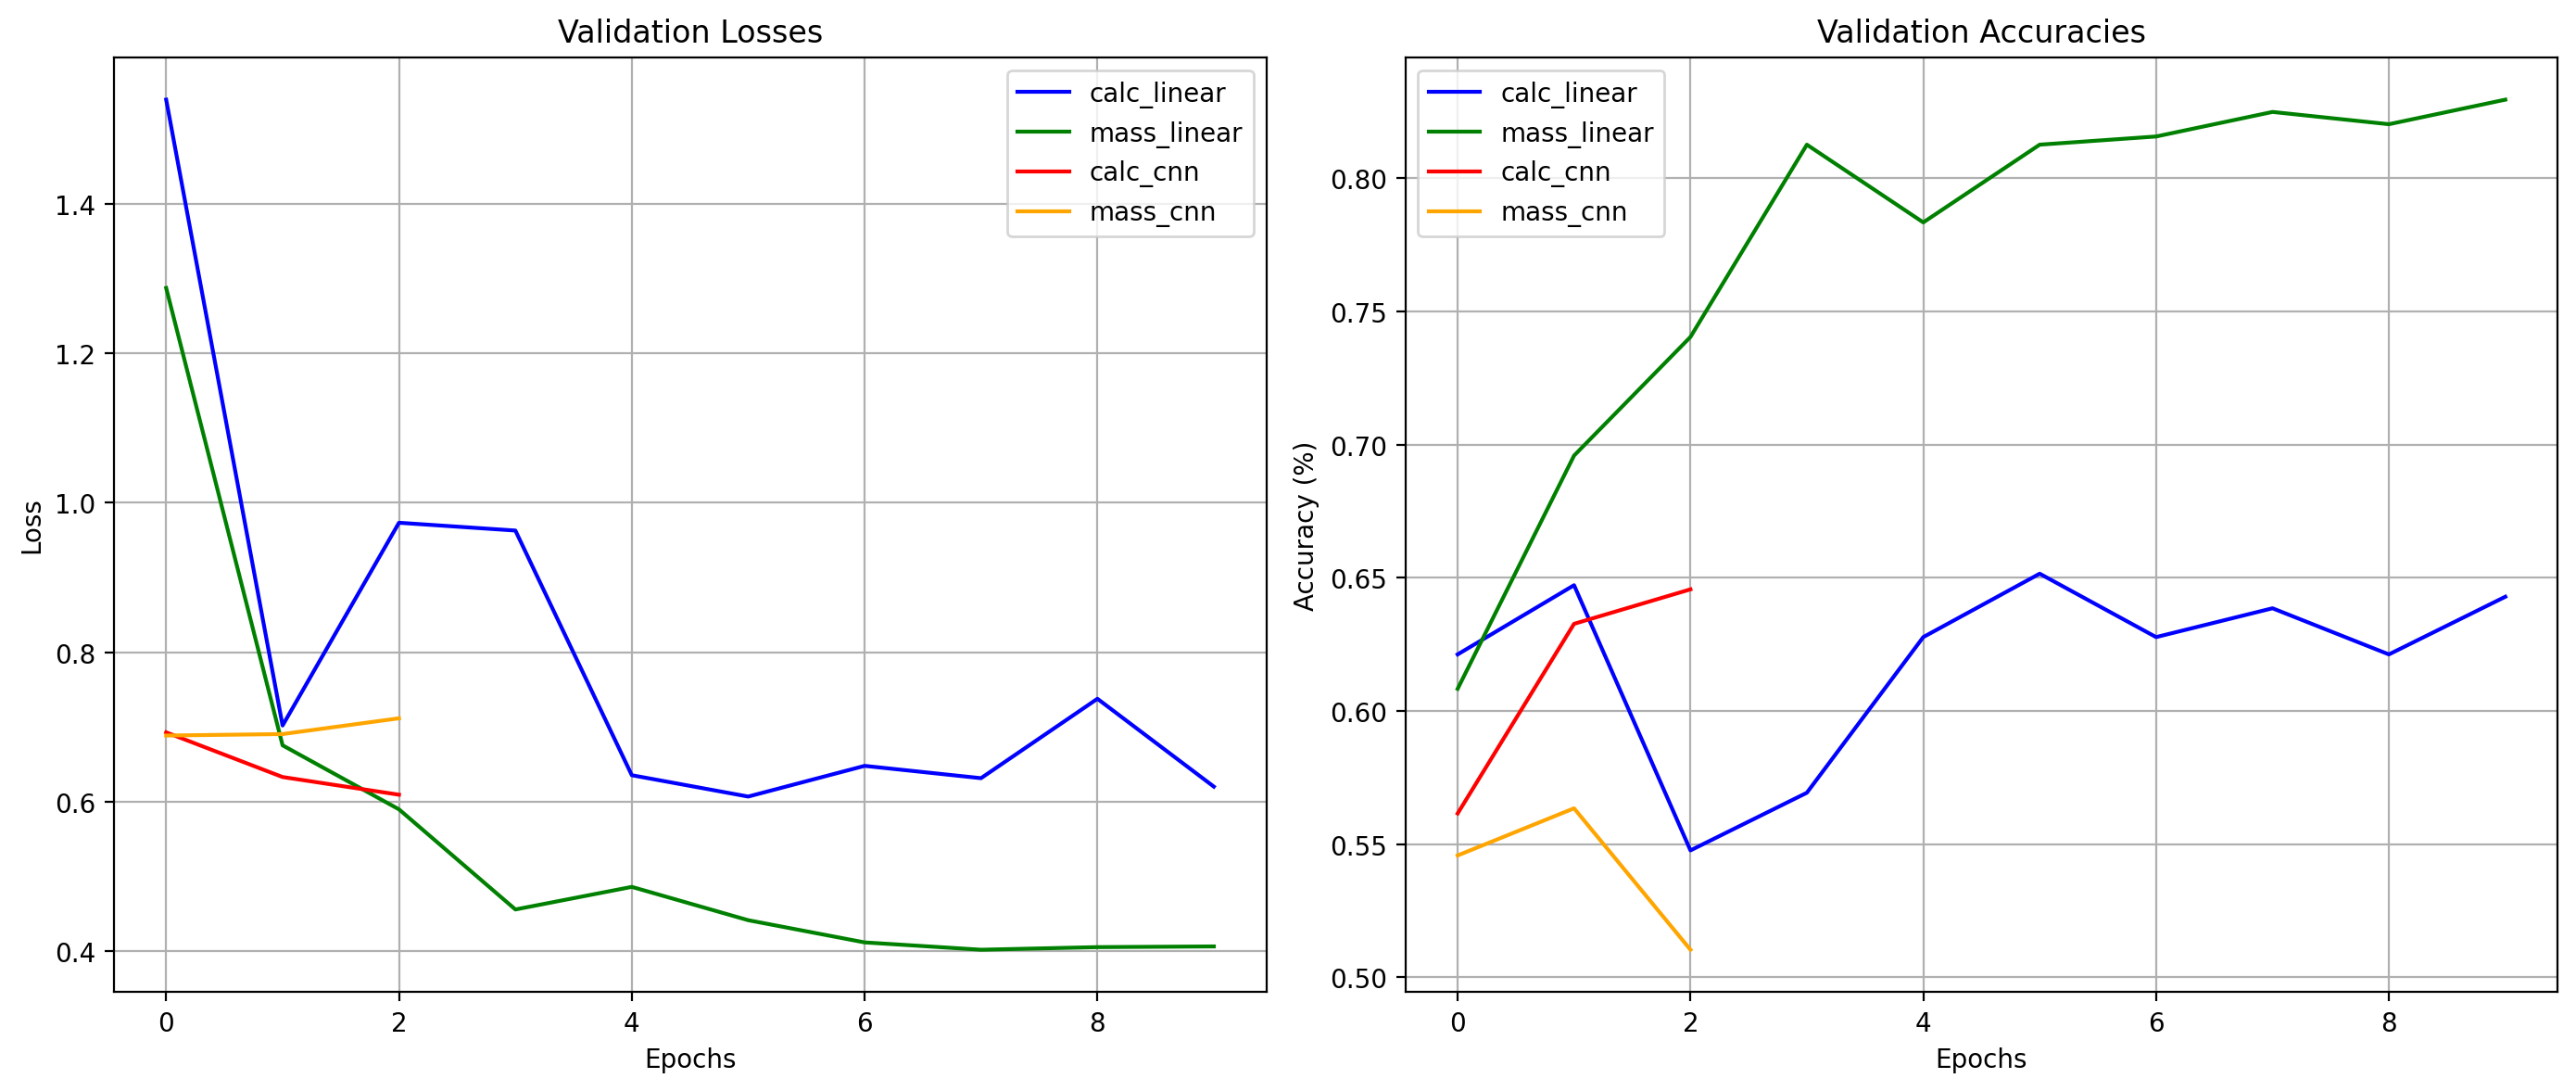 Validation Losses
calc_linear
mass_linear
calc_cnn
mass_cnn
1.4
1.2
1.0
0.8
0.6
0.4
Loss
0
2
4
6
8
Epochs
Validation Accuracies
calc_linear
mass_linear
calc_cnn
mass_cnn
0.80
0.75
0.70
0.65
0.60
0.55
0.50
Accuracy (%)
0
2
4
6
8
Epochs